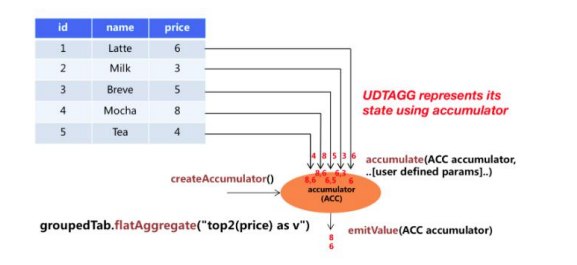 id name price
1 Latte 6
2 Milk 3
3 Breve 5
4 Mocha 8
5 Tea 4
UDTAGG represents its
state using accumulator
4 8 5 3 6
accumulate(ACC accumulator,
..[user defined params]..)
8,6 6,3
8,6 6,5 6
createAccumulator()
accumulator
(ACC)
groupedTab.flatAggregate("top2(price) as v")
emitValue(ACC accumulator)
8
6